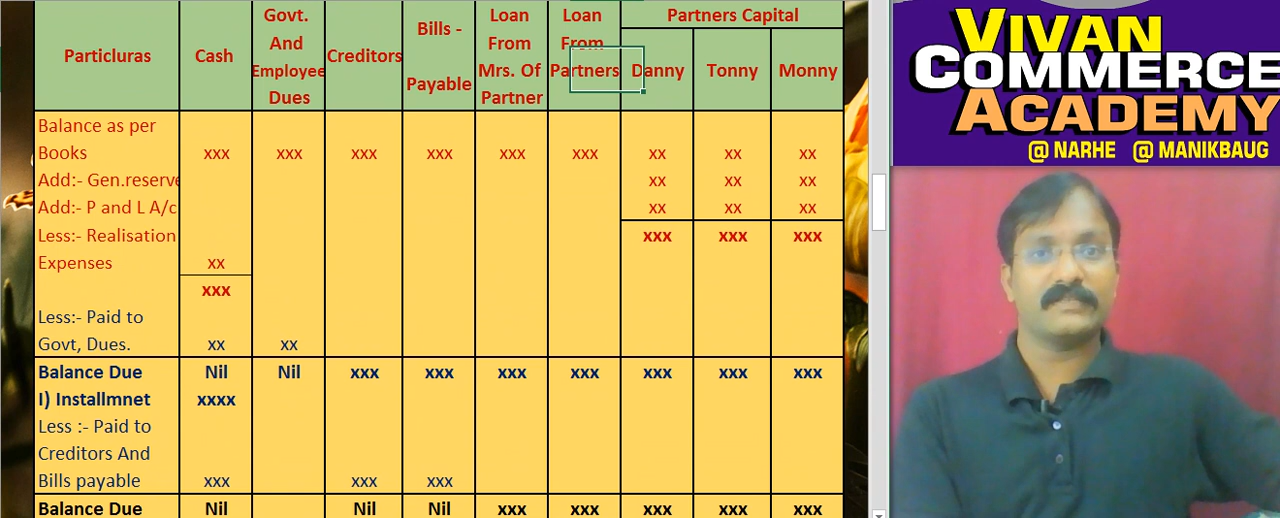 Particluras Cash Govt. And Employee Dues Creditors Bills - Payable Loan From Mrs. Of Partner Loan From Partners Partners Capital
Danny Tonny Monny
Balance as per
Books xxx xxx xxx xxx xxx xxx xx xx xx
Add:- Gen.reserve xx xx xx
Add:- P and L A/c xx xx xx
Less:- Realisation xxx xxx xxx
Expenses xx
xxx
Less:- Paid to
Govt, Dues. xx xx
Balance Due Nil Nil xxx xxx xxx xxx xxx xxx xxx
I) Installmnet xxxx
Less :- Paid to
Creditors And
Bills payable xxx xxx xxx
Balance Due Nil Nil Nil xxx xxx xxx xxx xxx
VIVAN
COMMERCE
ACADEMY
@ NARHE @ MANIKBAUG